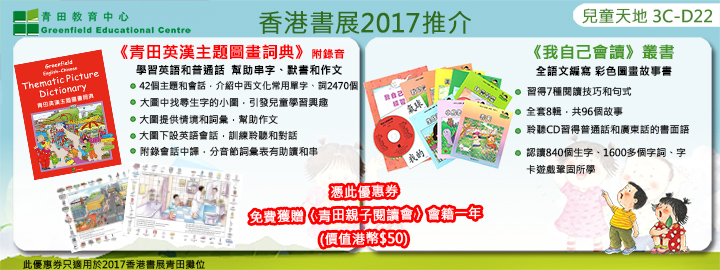 青田教育中心
Greenfield Educational Centre
香港書展2017推介
兒童天地 3C-D22
《青田英漢主題圖畫詞典》附錄音
學習英語和普通話 幫助串字、默書和作文
42個主題和會話，介紹中西文化常用單字、詞2470個
大圖中找尋生字的小圖，引發兒童學習興趣
大圖提供情境和詞彙，幫助作文
大圖下設英語會話，訓練聆聽和對話
附錄會話中譯，分音節詞彙表有助讀和串
Greenfield
English-Chinese
Thematic Picture
Dictionary
青田英漢主題圖畫詞典
《我自己會讀》叢書
全語文編寫 彩色圖畫故事書
習得7種閱讀技巧和句式
全套8輯，共96個故事
聆聽CD習得普通話和廣東話的書面語
認讀840個生字、1600多個字詞、字
卡遊戲鞏固所學
憑此優惠券
免費獲贈《青田親子閱讀會》會籍一年
(價值港幣$50)
此優惠券只適用於2017香港書展青田攤位